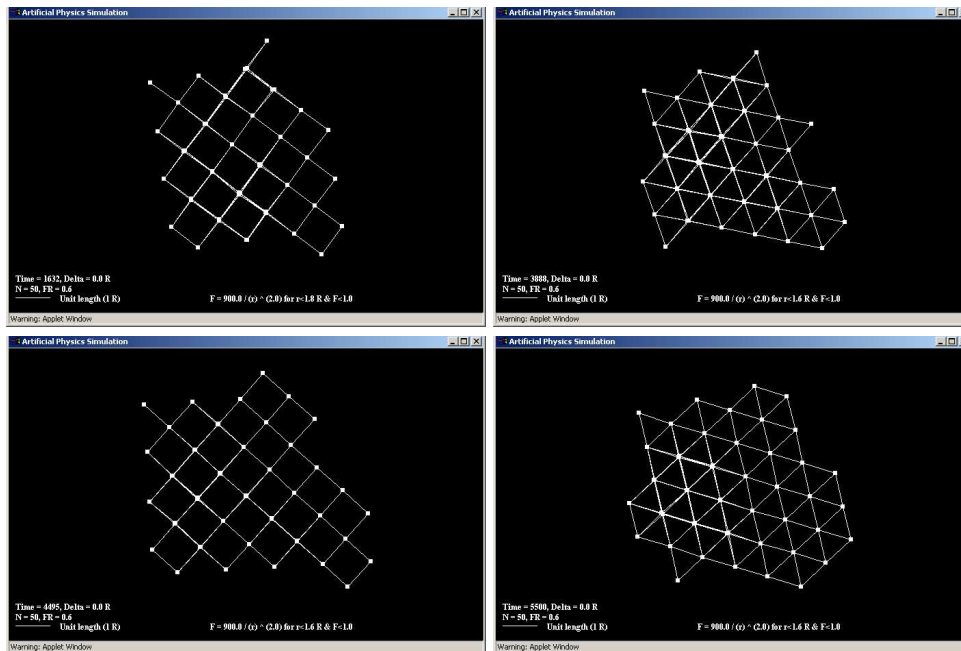 Artificial Physics Simulation
Time = 1632, Delta = 0.0 R
N = 50, FR = 0.6
Unit length (1 R)
F = 900.0 / (r) ^ (2.0) for r<1.8 R & F<1.0
Warning: Applet Window
Artificial Physics Simulation
Time = 3888, Delta = 0.0 R
N = 50, FR = 0.6
Unit length (1 R)
F = 900.0 / (r) ^ (2.0) for r<1.6 R & F<1.0
Warning: Applet Window
Artificial Physics Simulation
Time = 4495, Delta = 0.0 R
N = 50, FR = 0.6
Unit length (1 R)
F = 900.0 / (r) ^ (2.0) for r<1.6 R & F<1.0
Warning: Applet Window
Artificial Physics Simulation
Time = 5500, Delta = 0.0 R
N = 50, FR = 0.6
Unit length (1 R)
F = 900.0 / (r) ^ (2.0) for r<1.6 R & F<1.0
Warning: Applet Window